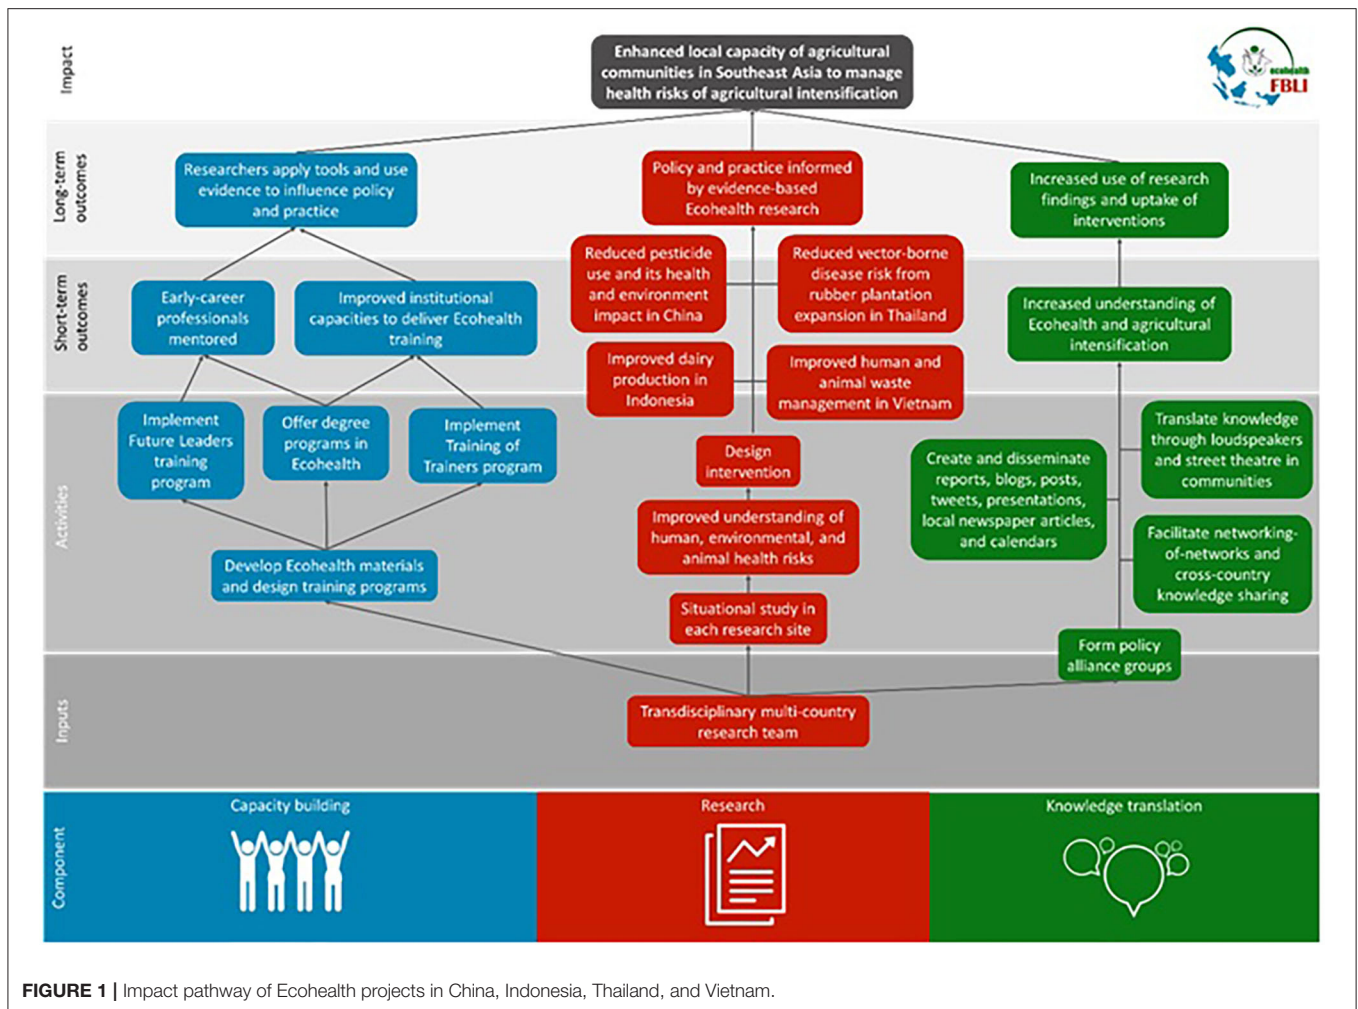 Impact
Enhanced local capacity of agricultural
communities in Southeast Asia to manage
health risks of agricultural intensification
ecohealth
FBLI
Long-term
outcomes
Researchers apply tools and use
evidence to influence policy
and practice
Policy and practice informed
by evidence-based
Ecohealth research
Increased use of research
findings and uptake of
interventions
Short-term
outcomes
Early-career
professionals
mentored
Improved institutional
capacities to deliver Ecohealth
training
Reduced pesticide
use and its health
and environment
impact in China
Reduced vector-borne
disease risk from
rubber plantation
expansion in Thailand
Improved dairy
production in
Indonesia
Improved human and
animal waste
management in Vietnam
Increased understanding of
Ecohealth and agricultural
intensification
Activities
Implement
Future Leaders
training
program
Offer degree
programs in
Ecohealth
Implement
Training of
Trainers program
Develop Ecohealth materials
and design training programs
Design
intervention
Improved understanding of
human, environmental, and
animal health risks
Situational study in
each research site
Create and disseminate
reports, blogs, posts,
tweets, presentations,
local newspaper articles,
and calendars
Translate knowledge
through loudspeakers
and street theatre in
communities
Facilitate networking-
of-networks and
cross-country
knowledge sharing
Form policy
alliance groups
Inputs
Transdisciplinary multi-country
research team
Component
Capacity building
Research
Knowledge translation
FIGURE 1 | Impact pathway of Ecohealth projects in China, Indonesia, Thailand, and Vietnam.